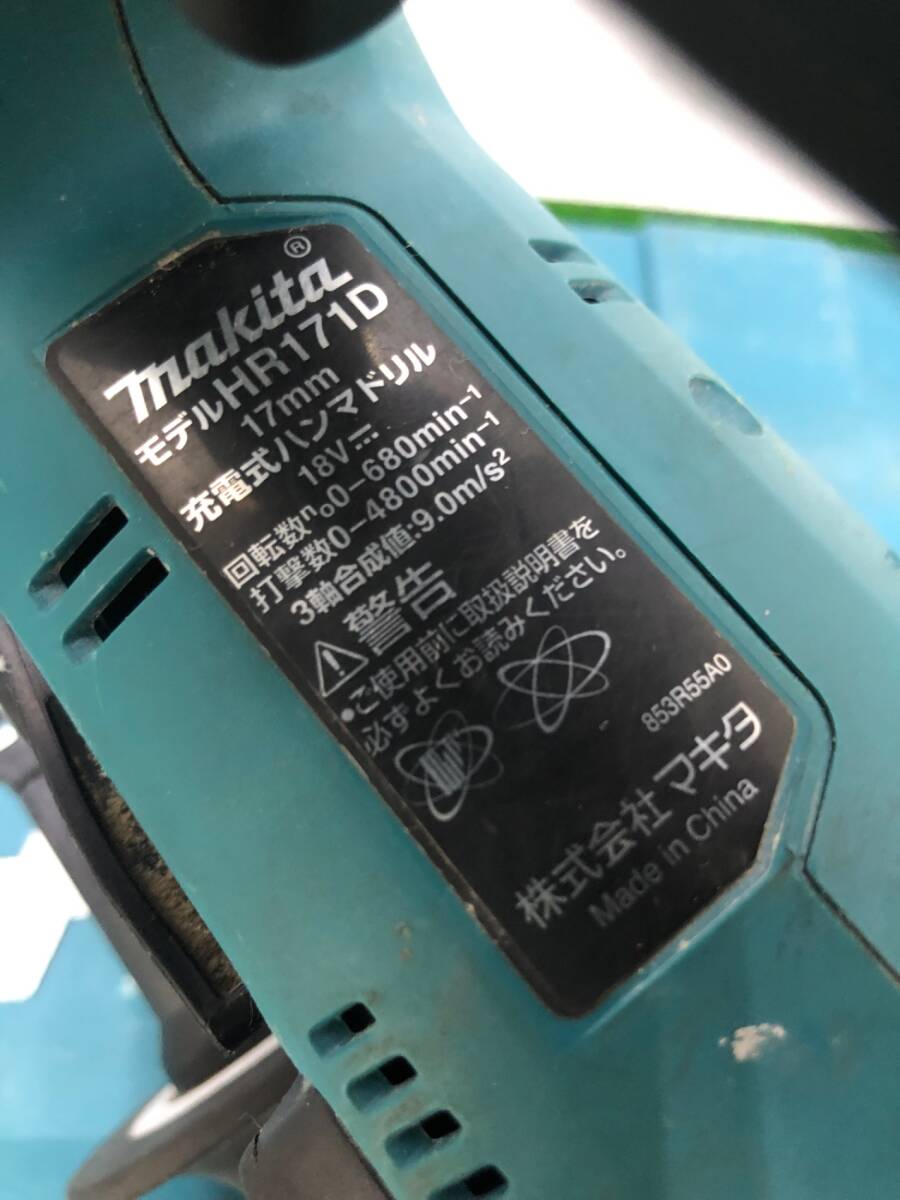 makita®
モデルHR171D
17mm
充電式ハンマドリル
18V⎓
回転数n₀0-680min⁻¹
打撃数0-4800min⁻¹
3軸合成値:9.0m/s²
⚠警告
●ご使用前に取扱説明書を
必ずよくお読みください。
853R55A0
株式会社マキタ
Made in China